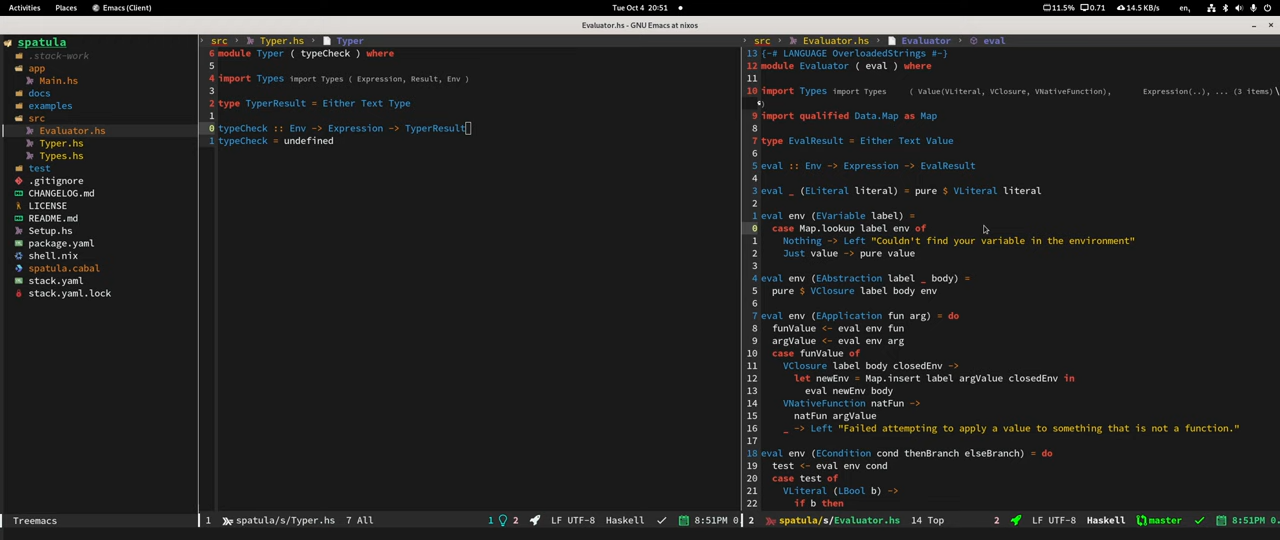 Activities Places Emacs (Client) Tue Oct 4 20:51 11.5% 0.71 14.5 KB/s en,
Evaluator.hs - GNU Emacs at nixos
spatula
.stack-work
app
Main.hs
docs
examples
src
Evaluator.hs
Typer.hs
Types.hs
test
.gitignore
CHANGELOG.md
LICENSE
README.md
Setup.hs
package.yaml
shell.nix
spatula.cabal
stack.yaml
stack.yaml.lock
Treemacs
src › Typer.hs › Typer
6 module Typer ( typeCheck ) where
5
4 import Types import Types ( Expression, Result, Env )
3
2 type TyperResult = Either Text Type
1
0 typeCheck :: Env -> Expression -> TyperResult
1 typeCheck = undefined
1 spatula/s/Typer.hs 7 All 1 2 LF UTF-8 Haskell 8:51PM 0.
src › Evaluator.hs › Evaluator › eval
13 {-# LANGUAGE OverloadedStrings #-}
12 module Evaluator ( eval ) where
11
10 import Types import Types ( Value(VLiteral, VClosure, VNativeFunction), Expression(..), ... (3 items)\
)
9 import qualified Data.Map as Map
8
7 type EvalResult = Either Text Value
6
5 eval :: Env -> Expression -> EvalResult
4
3 eval _ (ELiteral literal) = pure $ VLiteral literal
2
1 eval env (EVariable label) =
0 case Map.lookup label env of
1 Nothing -> Left "Couldn't find your variable in the environment"
2 Just value -> pure value
3
4 eval env (EAbstraction label _ body) =
5 pure $ VClosure label body env
6
7 eval env (EApplication fun arg) = do
8 funValue <- eval env fun
9 argValue <- eval env arg
10 case funValue of
11 VClosure label body closedEnv ->
12 let newEnv = Map.insert label argValue closedEnv in
13 eval newEnv body
14 VNativeFunction natFun ->
15 natFun argValue
16 _ -> Left "Failed attempting to apply a value to something that is not a function."
17
18 eval env (ECondition cond thenBranch elseBranch) = do
19 test <- eval env cond
20 case test of
21 VLiteral (LBool b) ->
22 if b then
2 spatula/s/Evaluator.hs 14 Top 2 LF UTF-8 Haskell master 8:51PM 0.